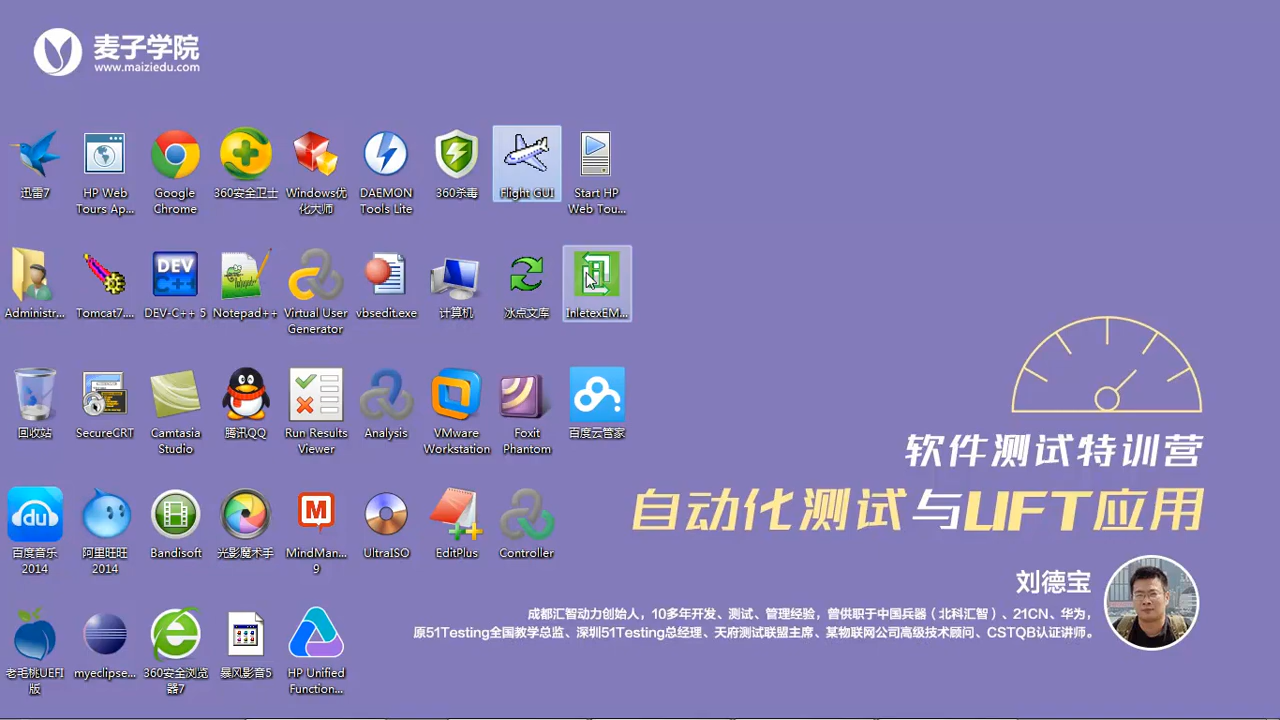 麦子学院
www.maiziedu.com
迅雷7
HP Web
Tours Ap...
Google
Chrome
360安全卫士
Windows优
化大师
DAEMON
Tools Lite
360杀毒
Flight GUI
Start HP
Web Tou...
Administr...
Tomcat7....
DEV-C++ 5
Notepad++
Virtual User
Generator
vbsedit.exe
计算机
冰点文库
InletexEM...
回收站
SecureCRT
Camtasia
Studio
腾讯QQ
Run Results
Viewer
Analysis
VMware
Workstation
Foxit
Phantom
百度云管家
软件测试特训营
自动化测试与UFT应用
百度音乐
2014
阿里旺旺
2014
Bandisoft
光影魔术手
MindMan...
9
UltraISO
EditPlus
Controller
刘德宝
成都汇智动力创始人，10多年开发、测试、管理经验，曾供职于中国兵器（北科汇智）、21CN、华为，
原51Testing全国教学总监、深圳51Testing总经理、天府测试联盟主席、某物联网公司高级技术顾问、CSTQB认证讲师。
老毛桃UEFI
版
myeclipse...
360安全浏览
器7
暴风影音5
HP Unified
Function...